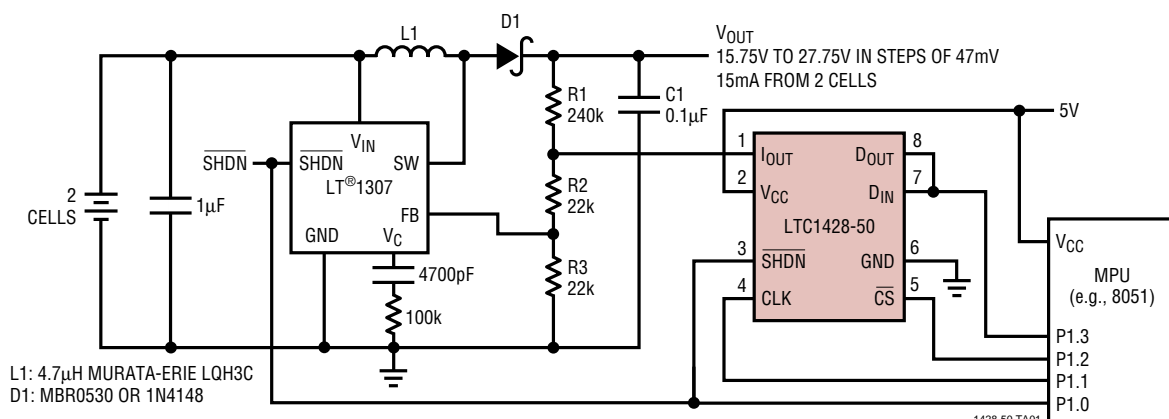 L1
D1
VOUT
15.75V TO 27.75V IN STEPS OF 47mV
15mA FROM 2 CELLS
R1
240k
C1
0.1µF
5V
2
CELLS
1µF
SHDN
VIN
SHDN
SW
LT®1307
FB
GND
VC
4700pF
100k
R2
22k
R3
22k
1
IOUT
DOUT
8
2
VCC
DIN
7
LTC1428-50
3
SHDN
GND
6
4
CLK
CS
5
VCC
MPU
(e.g., 8051)
P1.3
P1.2
P1.1
P1.0
L1: 4.7µH MURATA-ERIE LQH3C
D1: MBR0530 OR 1N4148
1428-50 TA01